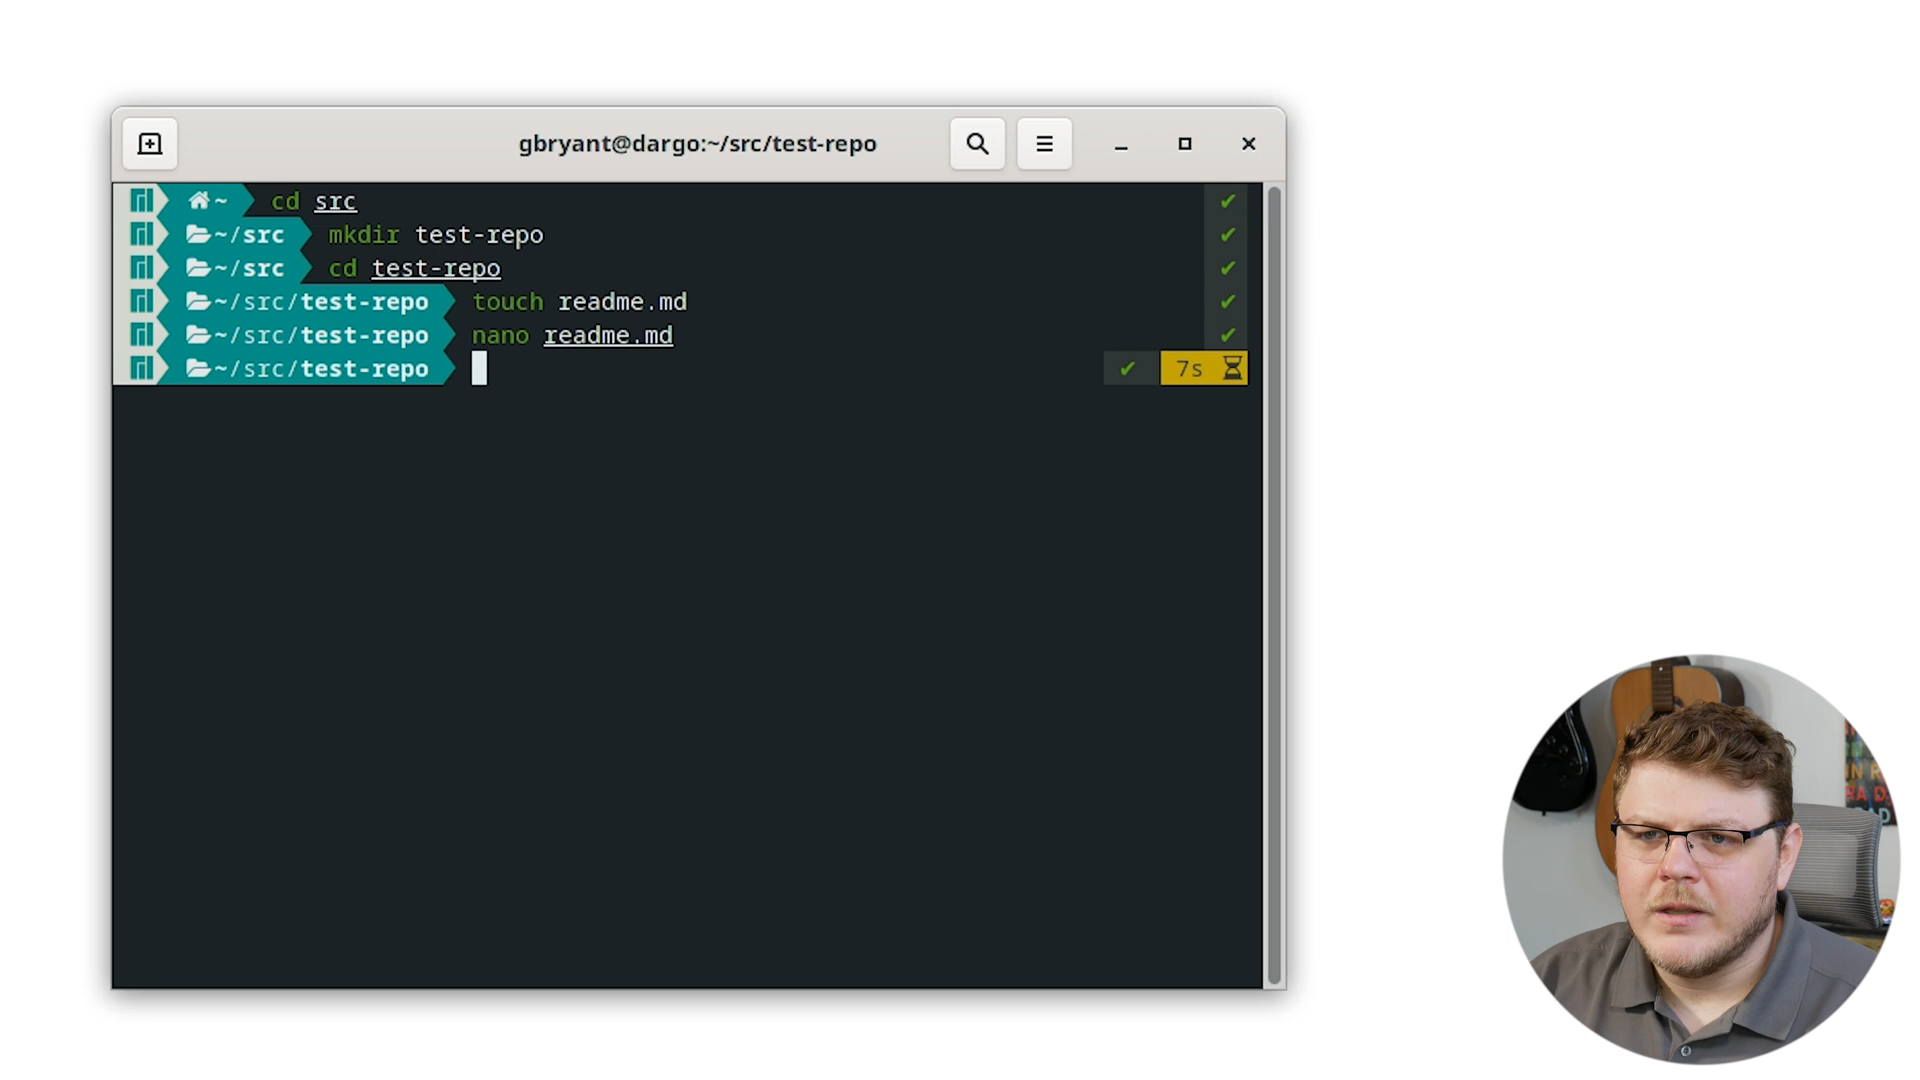 gbryant@dargo:~/src/test-repo
~ cd src
~/src mkdir test-repo
~/src cd test-repo
~/src/test-repo touch readme.md
~/src/test-repo nano readme.md
~/src/test-repo 7s